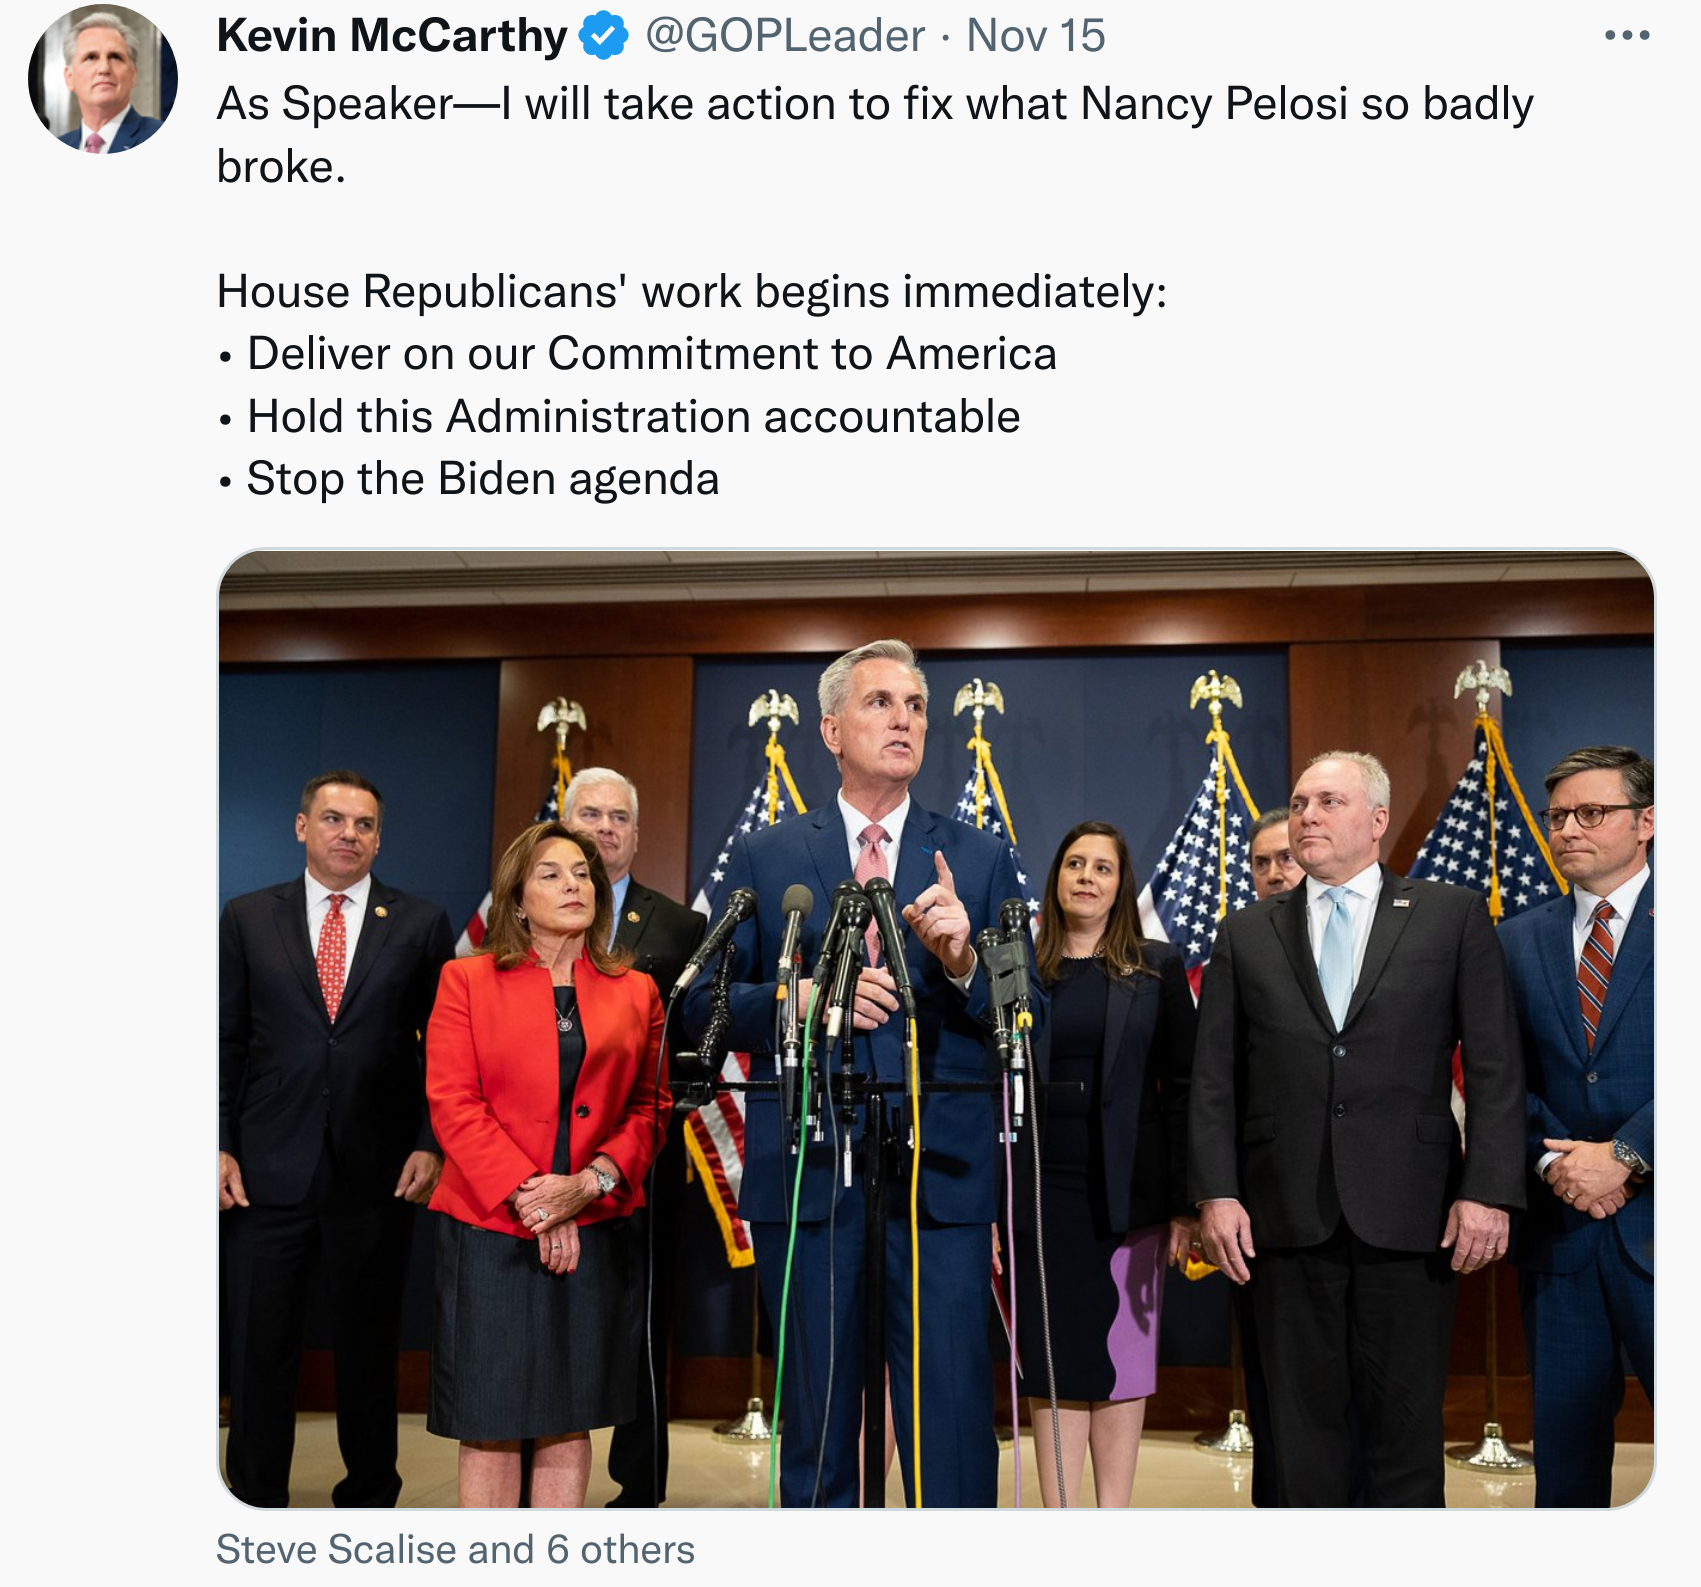 Kevin McCarthy @GOPLeader · Nov 15
As Speaker—I will take action to fix what Nancy Pelosi so badly
broke.
House Republicans' work begins immediately:
• Deliver on our Commitment to America
• Hold this Administration accountable
• Stop the Biden agenda
Steve Scalise and 6 others